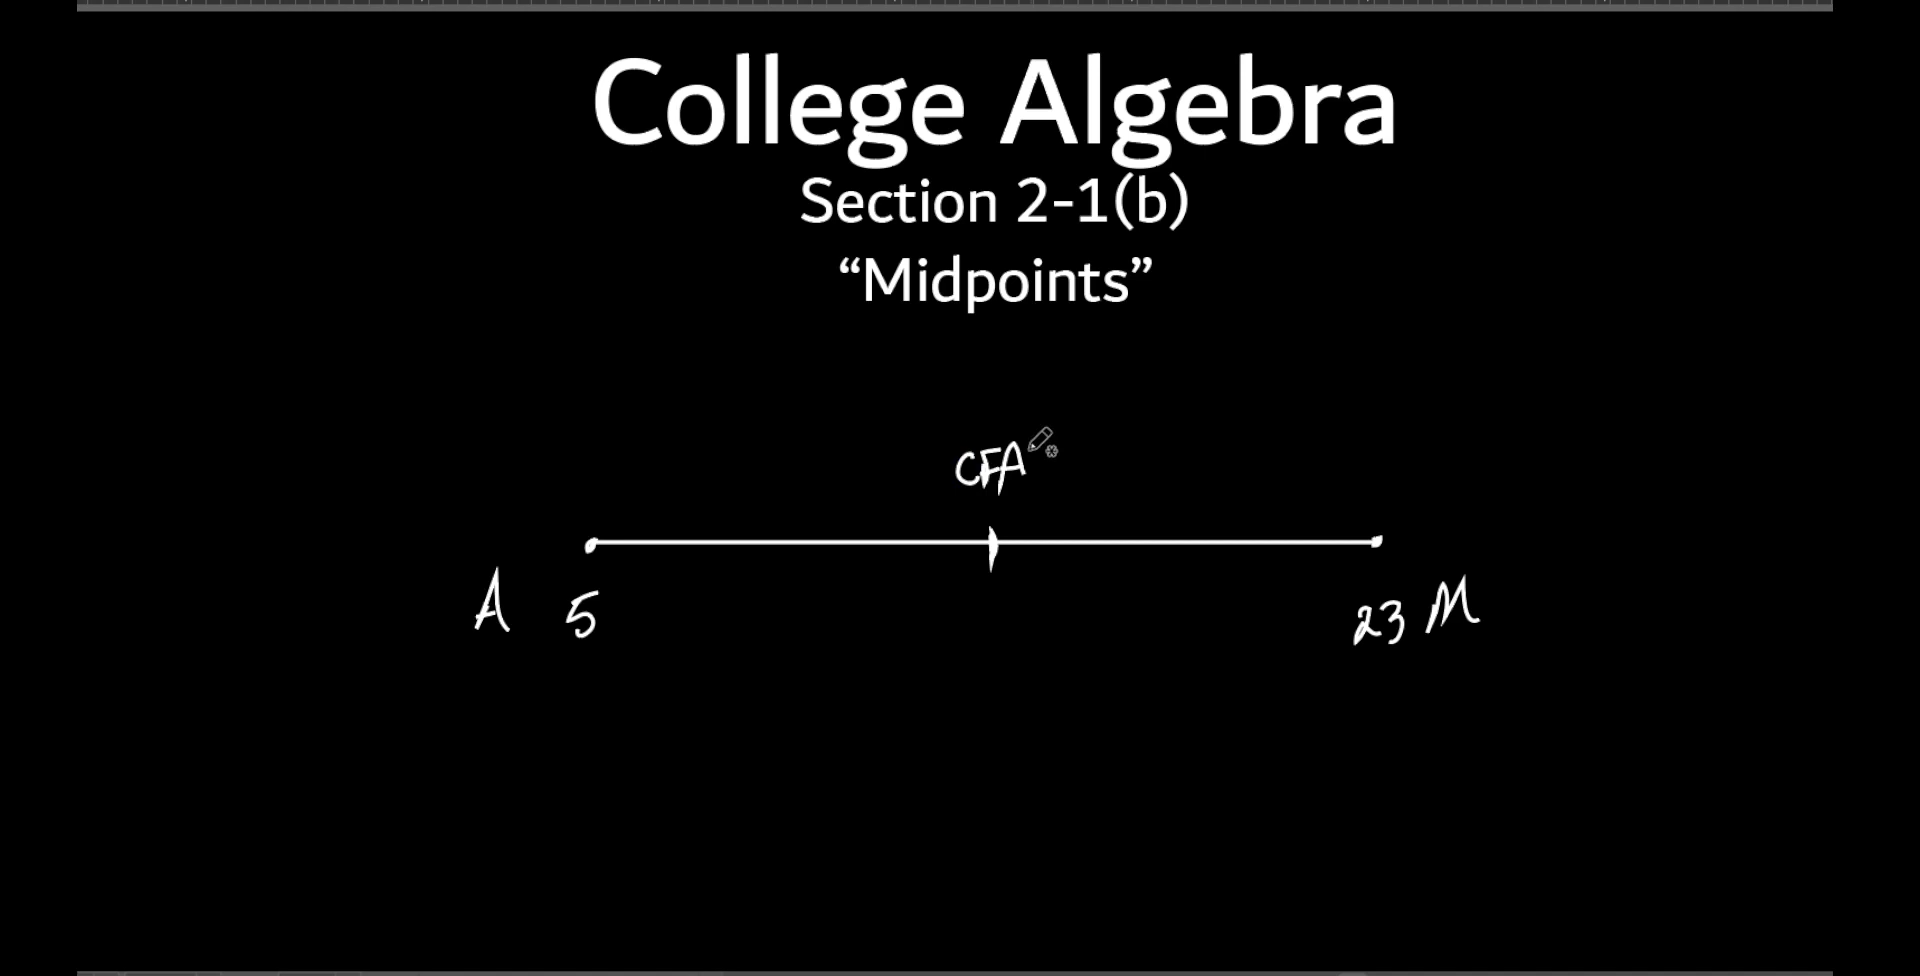 College Algebra
Section 2-1(b)
“Midpoints”
CFA
A 5 23 M